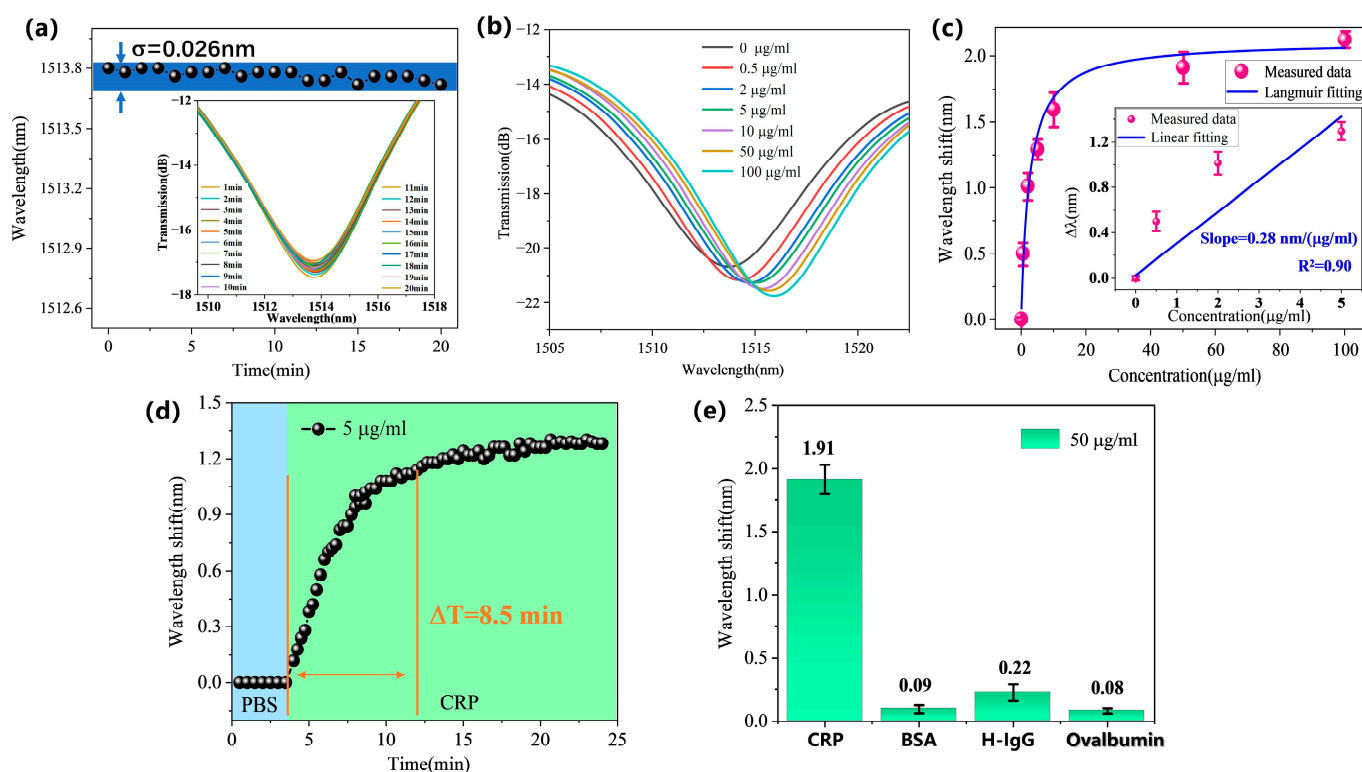 (a)
σ=0.026nm
1513.8
1513.5
1513.2
1512.9
1512.6
Wavelength(nm)
0
5
10
15
20
Time(min)
−12
−14
−16
−18
Transmission(dB)
1min
2min
3min
4min
5min
6min
7min
8min
9min
10min
11min
12min
13min
14min
15min
16min
17min
18min
19min
20min
1510
1512
1514
1516
1518
Wavelength(nm)
(b)
−12
−14
−16
−18
−20
−22
Transmission(dB)
0 μg/ml
0.5 μg/ml
2 μg/ml
5 μg/ml
10 μg/ml
50 μg/ml
100 μg/ml
1505
1510
1515
1520
Wavelength(nm)
(c)
2.0
1.5
1.0
0.5
0.0
Wavelength shift(nm)
Measured data
Langmuir fitting
Measured data
Linear fitting
1.2
0.8
0.4
0.0
Δλ(nm)
Slope=0.28 nm/(μg/ml)
R²=0.90
0
1
2
3
4
5
Concentration(μg/ml)
0
20
40
60
80
100
Concentration(μg/ml)
(d)
1.5
1.2
0.9
0.6
0.3
0.0
Wavelength shift(nm)
5 μg/ml
ΔT=8.5 min
PBS
CRP
0
5
10
15
20
25
Time(min)
(e)
2.5
2.0
1.5
1.0
0.5
0.0
Wavelength shift(nm)
50 μg/ml
1.91
0.09
0.22
0.08
CRP
BSA
H-IgG
Ovalbumin